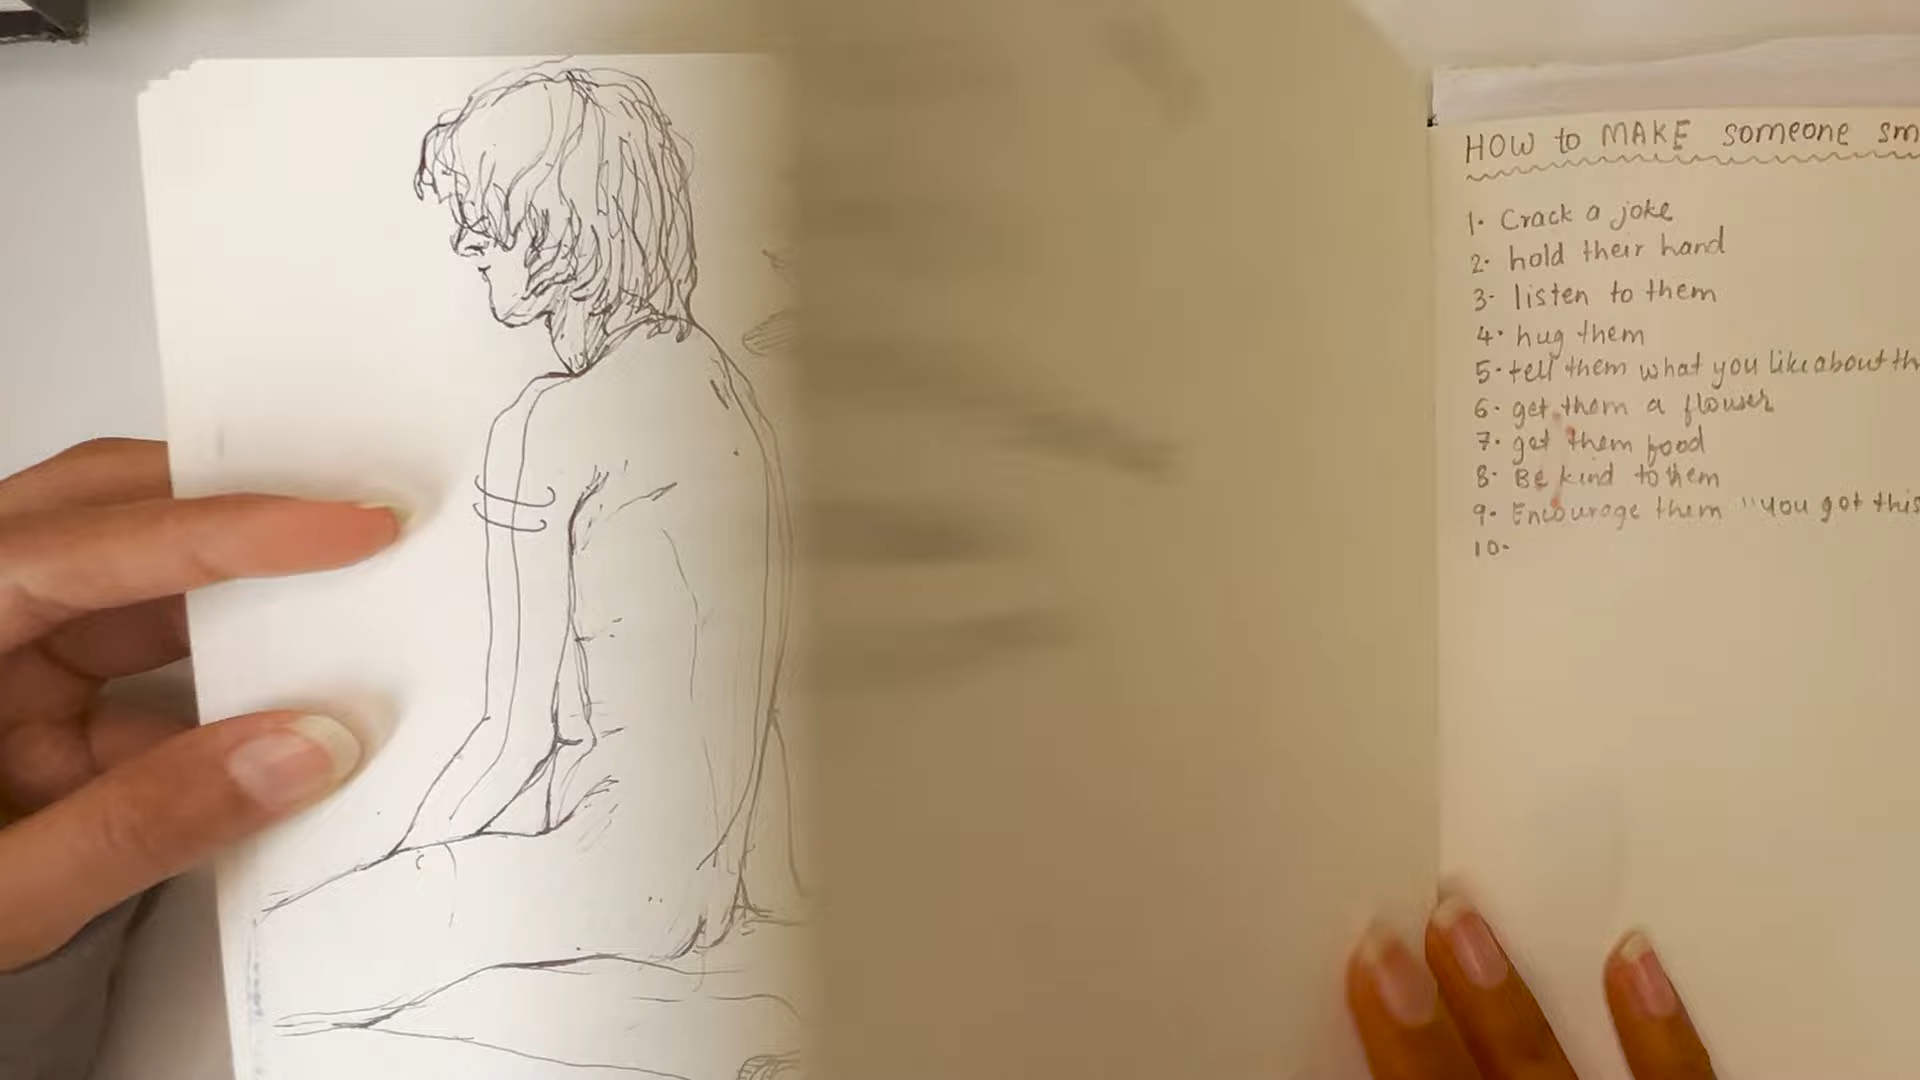 HOW to MAKE someone sm
1. Crack a joke
2. hold their hand
3. listen to them
4. hug them
5. tell them what you like about th
6. get them a flower
7. get them food
8. Be kind to them
9. Encourage them "you got this
10.